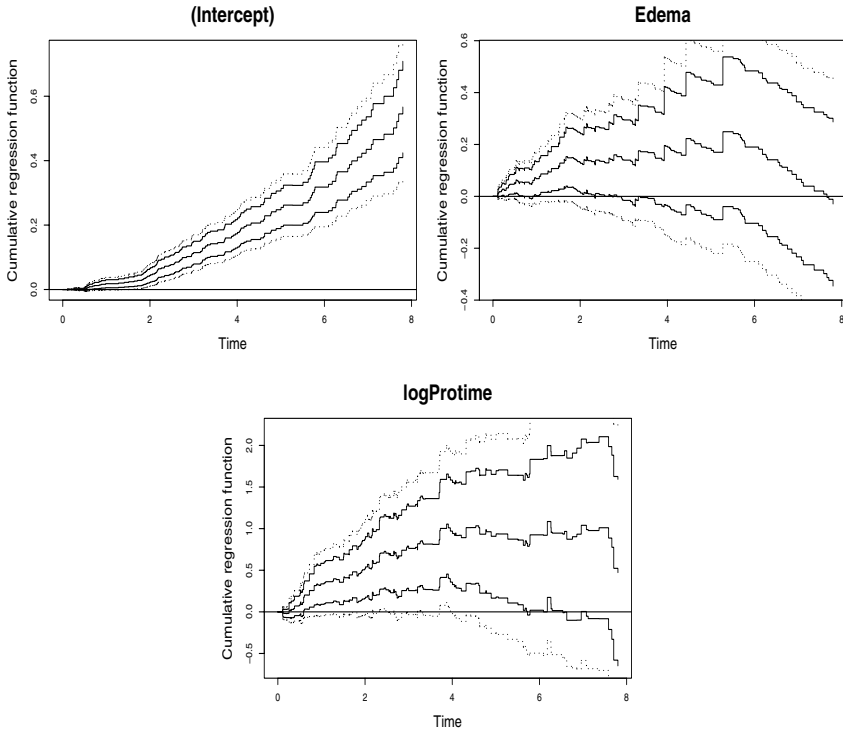 (Intercept)
Cumulative regression function
0.6
0.4
0.2
0.0
0 2 4 6 8
Time
Edema
Cumulative regression function
0.6
0.4
0.2
0.0
−0.2
−0.4
0 2 4 6 8
Time
logProtime
Cumulative regression function
2.0
1.5
1.0
0.5
0.0
−0.5
0 2 4 6 8
Time